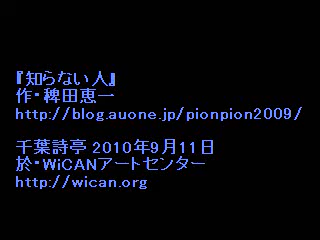 『知らない人』
作・稗田恵一
http://blog.auone.jp/pionpion2009/
千葉詩亭 2010年9月11日
於・WiCANアートセンター
http://wican.org